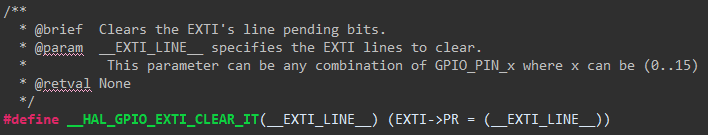 /**
* @brief Clears the EXTI's line pending bits.
* @param __EXTI_LINE__ specifies the EXTI lines to clear.
* This parameter can be any combination of GPIO_PIN_x where x can be (0..15)
* @retval None
*/
#define __HAL_GPIO_EXTI_CLEAR_IT(__EXTI_LINE__) (EXTI->PR = (__EXTI_LINE__))